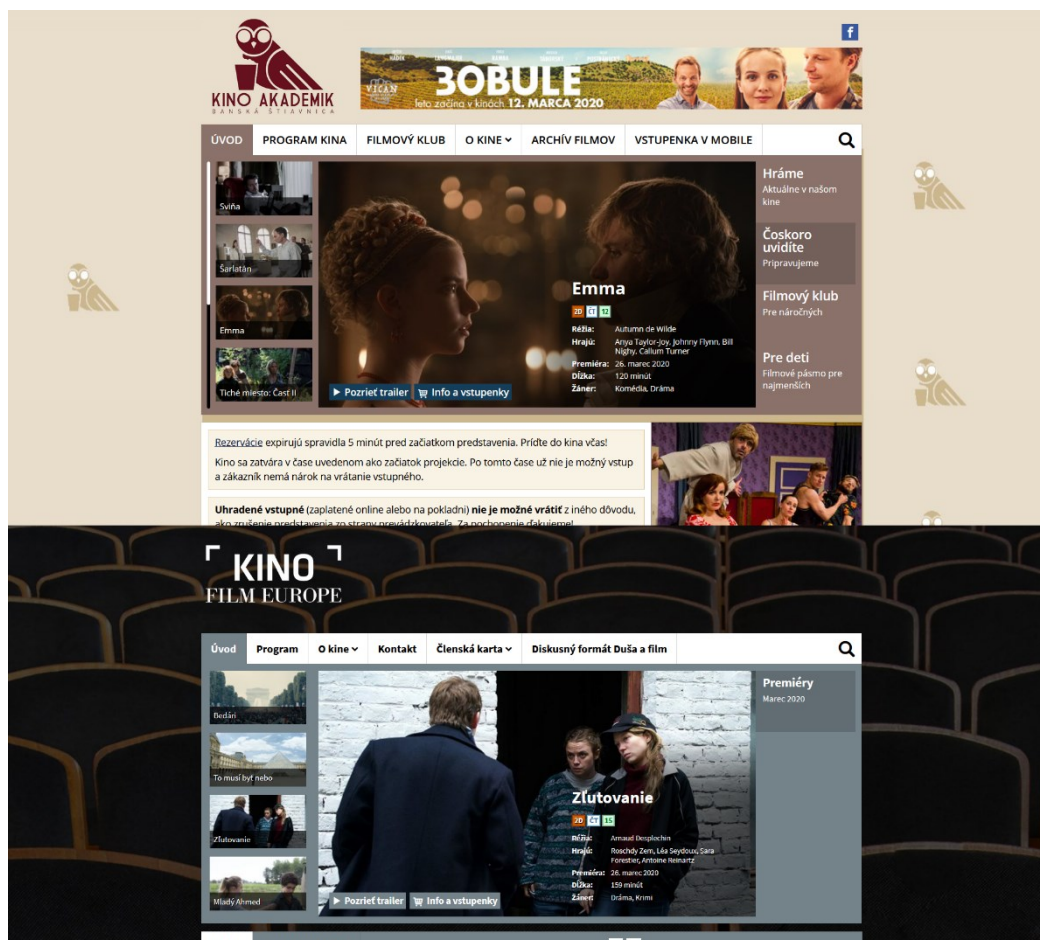 KINO AKADEMIK
BANSKÁ ŠTIAVNICA
f
3OBULE
leto začína v kinách 12. MARCA 2020
ÚVOD PROGRAM KINA FILMOVÝ KLUB O KINE ARCHÍV FILMOV VSTUPENKA V MOBILE
Sviňa
Šarlatán
Emma
Tiché miesto: Časť II
Emma
2D ČT 12
Réžia: Autumn de Wilde
Hrajú: Anya Taylor-Joy, Johnny Flynn, Bill
Nighy, Callum Turner
Premiéra: 26. marec 2020
Dĺžka: 120 minút
Žáner: Komédia, Dráma
Pozrieť trailer Info a vstupenky
Hráme
Aktuálne v našom
kine
Čoskoro
uvidíte
Pripravujeme
Filmový klub
Pre náročných
Pre deti
Filmové pásmo pre
najmenších
Rezervácie expirujú spravidla 5 minút pred začiatkom predstavenia. Príďte do kina včas!
Kino sa zatvára v čase uvedenom ako začiatok projekcie. Po tomto čase už nie je možný vstup
a zákazník nemá nárok na vrátanie vstupného.
Uhradené vstupné (zaplatené online alebo na pokladni) nie je možné vrátiť z iného dôvodu,
ako zrušenie predstavenia zo strany prevádzkovateľa. Za pochopenie ďakujeme!
KINO
FILM EUROPE
Úvod Program O kine Kontakt Členská karta Diskusný formát Duša a film
Bedári
To musí byť nebo
Zľutovanie
Mladý Ahmed
Zľutovanie
2D ČT 15
Réžia: Arnaud Desplechin
Hrajú: Roschdy Zem, Léa Seydoux, Sara
Forestier, Antoine Reinartz
Premiéra: 26. marec 2020
Dĺžka: 159 minút
Žáner: Dráma, Krimi
Pozrieť trailer Info a vstupenky
Premiéry
Marec 2020